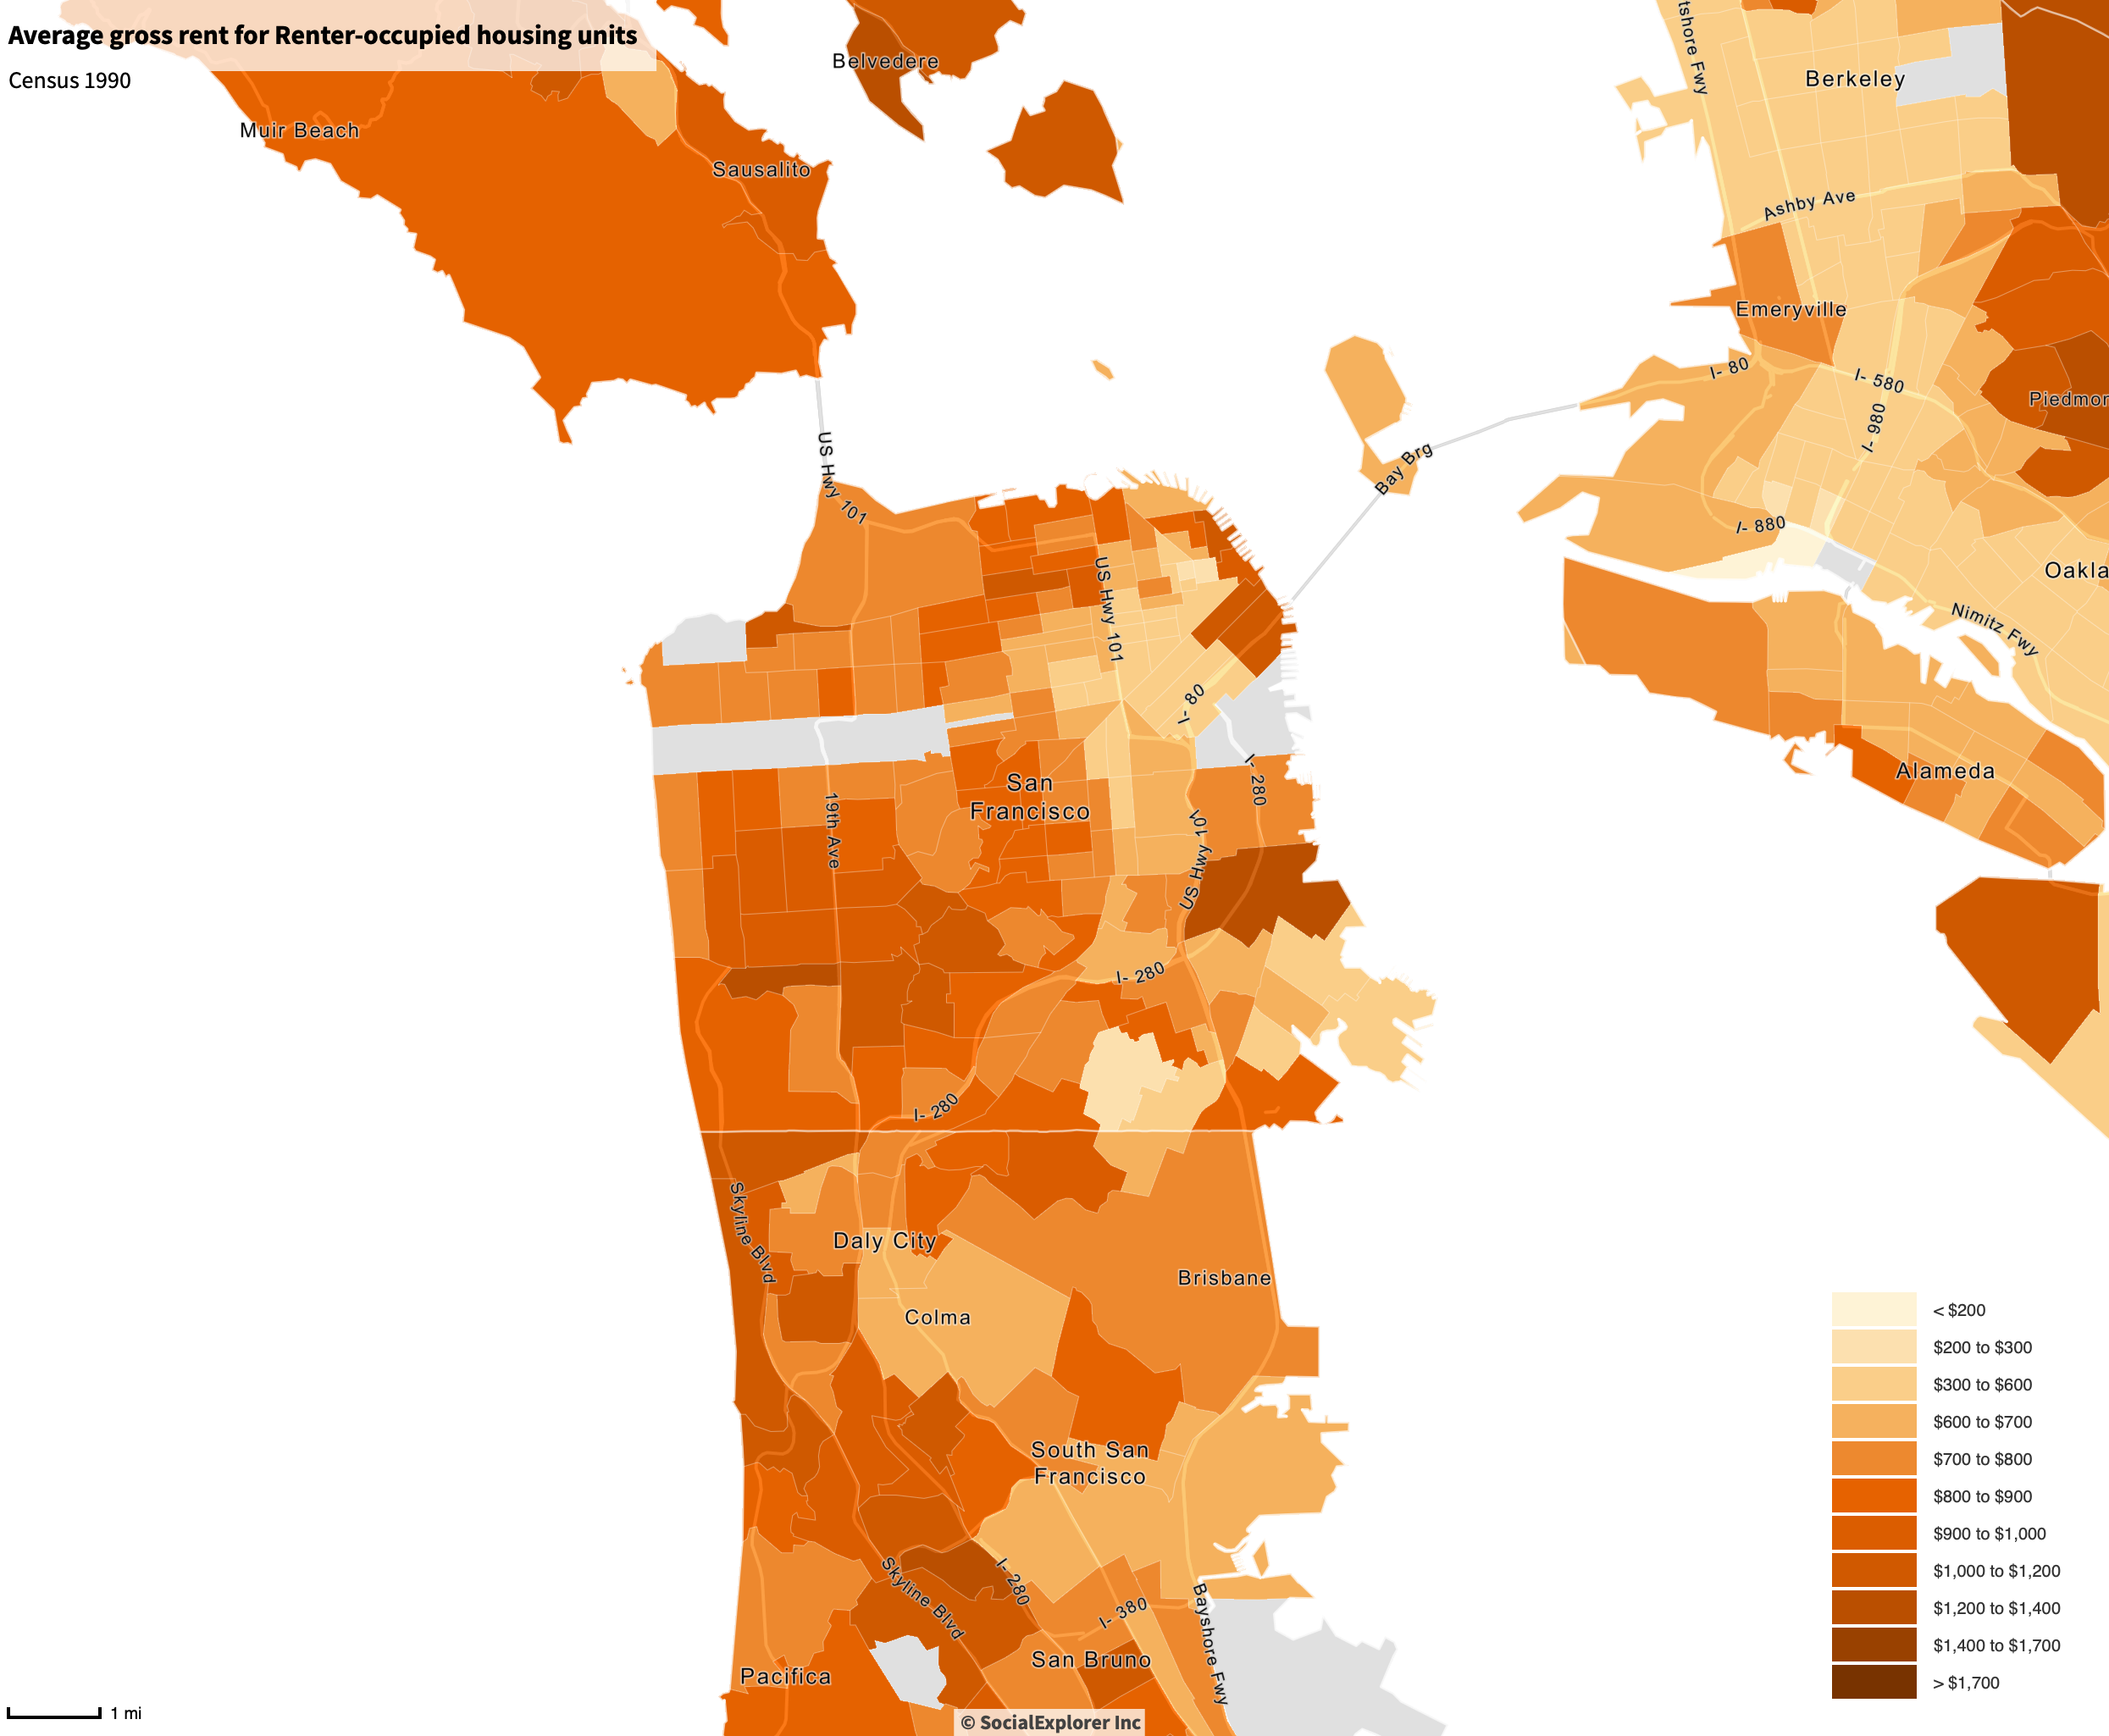 Average gross rent for Renter-occupied housing units
Census 1990
Belvedere
tshore Fwy
Berkeley
Muir Beach
Sausalito
Ashby Ave
Emeryville
I- 80
I- 580
Piedmor
I- 980
US Hwy 101
Bay Brg
I- 880
Oakla
US Hwy 101
Nimitz Fwy
I- 80
San
Francisco
I- 280
Alameda
19th Ave
US Hwy 101
I- 280
I- 280
Skyline Blvd
Daly City
Brisbane
Colma
South San
Francisco
Skyline Blvd
I- 280
I- 380
Bayshore Fwy
San Bruno
Pacifica
< $200
$200 to $300
$300 to $600
$600 to $700
$700 to $800
$800 to $900
$900 to $1,000
$1,000 to $1,200
$1,200 to $1,400
$1,400 to $1,700
> $1,700
1 mi
© SocialExplorer Inc